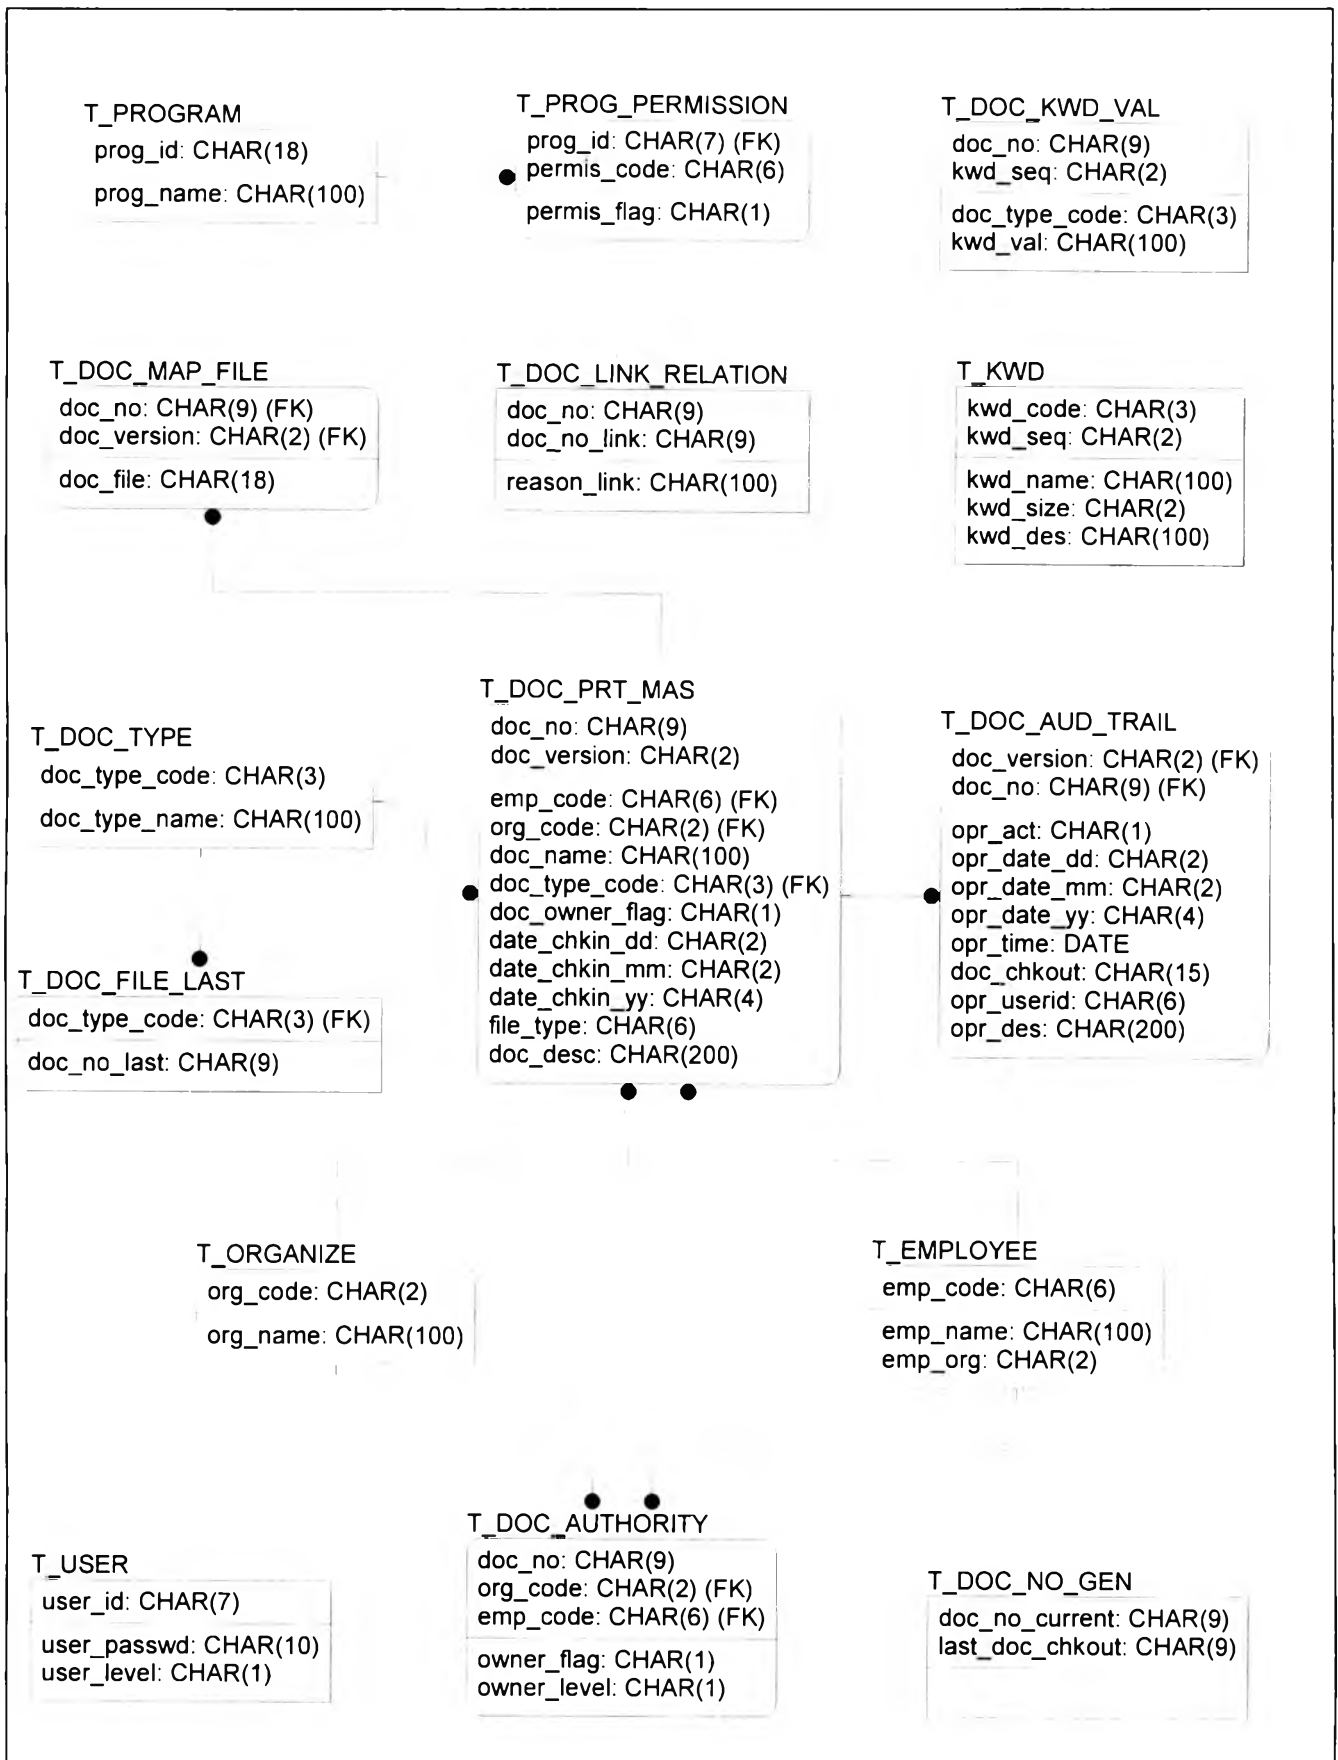 T_PROGRAM
prog_id: CHAR(18)
prog_name: CHAR(100)
T_PROG_PERMISSION
prog_id: CHAR(7) (FK)
permis_code: CHAR(6)
permis_flag: CHAR(1)
T_DOC_KWD_VAL
doc_no: CHAR(9)
kwd_seq: CHAR(2)
doc_type_code: CHAR(3)
kwd_val: CHAR(100)
T_DOC_MAP_FILE
doc_no: CHAR(9) (FK)
doc_version: CHAR(2) (FK)
doc_file: CHAR(18)
T_DOC_LINK_RELATION
doc_no: CHAR(9)
doc_no_link: CHAR(9)
reason_link: CHAR(100)
T_KWD
kwd_code: CHAR(3)
kwd_seq: CHAR(2)
kwd_name: CHAR(100)
kwd_size: CHAR(2)
kwd_des: CHAR(100)
T_DOC_TYPE
doc_type_code: CHAR(3)
doc_type_name: CHAR(100)
T_DOC_PRT_MAS
doc_no: CHAR(9)
doc_version: CHAR(2)
emp_code: CHAR(6) (FK)
org_code: CHAR(2) (FK)
doc_name: CHAR(100)
doc_type_code: CHAR(3) (FK)
doc_owner_flag: CHAR(1)
date_chkin_dd: CHAR(2)
date_chkin_mm: CHAR(2)
date_chkin_yy: CHAR(4)
file_type: CHAR(6)
doc_desc: CHAR(200)
T_DOC_AUD_TRAIL
doc_version: CHAR(2) (FK)
doc_no: CHAR(9) (FK)
opr_act: CHAR(1)
opr_date_dd: CHAR(2)
opr_date_mm: CHAR(2)
opr_date_yy: CHAR(4)
opr_time: DATE
doc_chkout: CHAR(15)
opr_userid: CHAR(6)
opr_des: CHAR(200)
T_DOC_FILE_LAST
doc_type_code: CHAR(3) (FK)
doc_no_last: CHAR(9)
T_ORGANIZE
org_code: CHAR(2)
org_name: CHAR(100)
T_EMPLOYEE
emp_code: CHAR(6)
emp_name: CHAR(100)
emp_org: CHAR(2)
T_USER
user_id: CHAR(7)
user_passwd: CHAR(10)
user_level: CHAR(1)
T_DOC_AUTHORITY
doc_no: CHAR(9)
org_code: CHAR(2) (FK)
emp_code: CHAR(6) (FK)
owner_flag: CHAR(1)
owner_level: CHAR(1)
T_DOC_NO_GEN
doc_no_current: CHAR(9)
last_doc_chkout: CHAR(9)